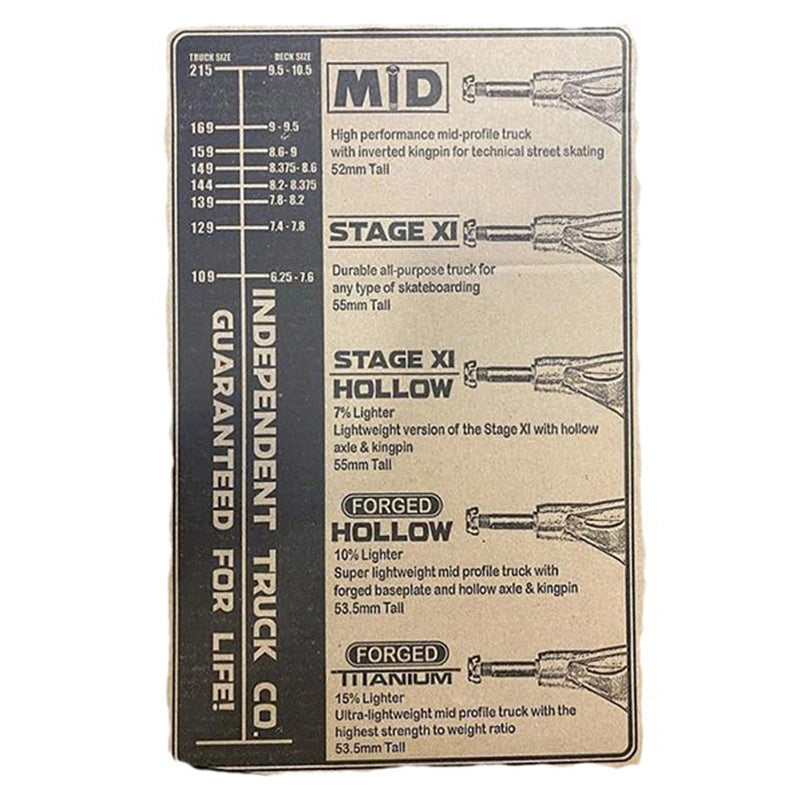 TRUCK SIZE DECK SIZE
215 9.5 - 10.5
169 9 - 9.5
159 8.6 - 9
149 8.375 - 8.6
144 8.2 - 8.375
139 7.8 - 8.2
129 7.4 - 7.8
109 6.25 - 7.6
INDEPENDENT TRUCK CO.
GUARANTEED FOR LIFE!
MID
High performance mid-profile truck
with inverted kingpin for technical street skating
52mm Tall
STAGE XI
Durable all-purpose truck for
any type of skateboarding
55mm Tall
STAGE XI
HOLLOW
7% Lighter
Lightweight version of the Stage XI with hollow
axle & kingpin
55mm Tall
FORGED
HOLLOW
10% Lighter
Super lightweight mid profile truck with
forged baseplate and hollow axle & kingpin
53.5mm Tall
FORGED
TITANIUM
15% Lighter
Ultra-lightweight mid profile truck with the
highest strength to weight ratio
53.5mm Tall